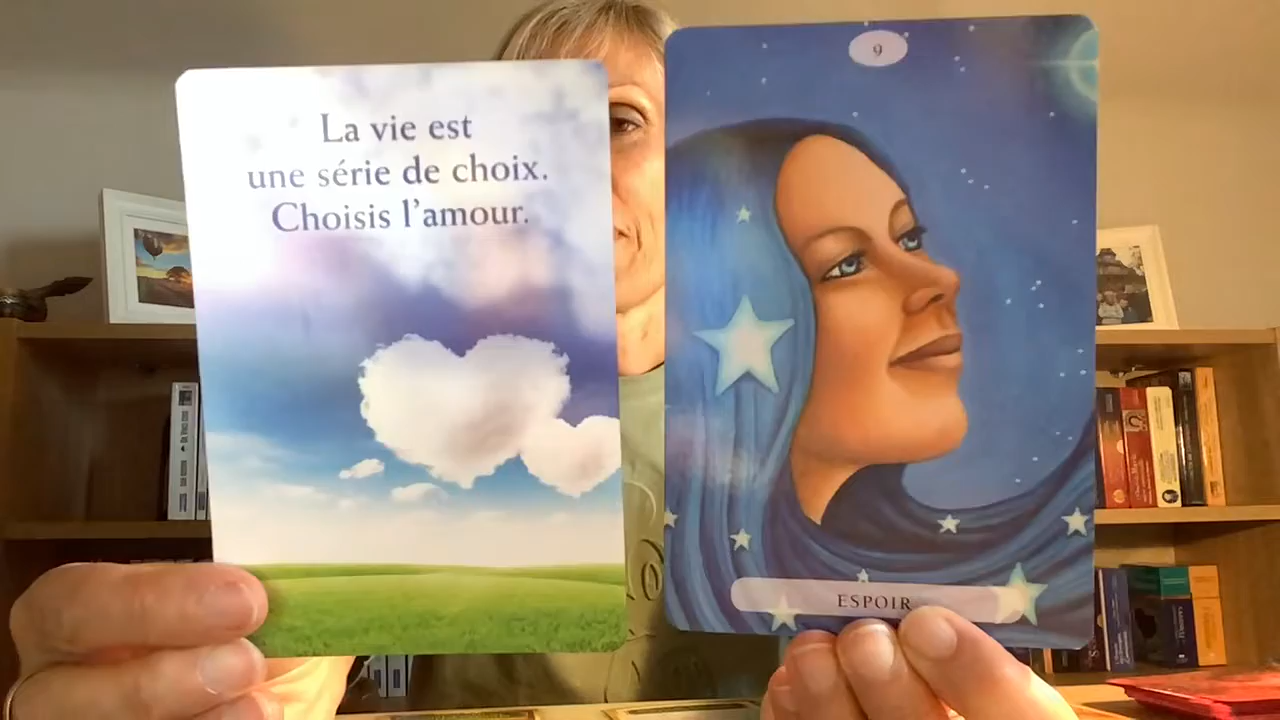 La vie est
une série de choix.
Choisis l'amour.
9
ESPOIR